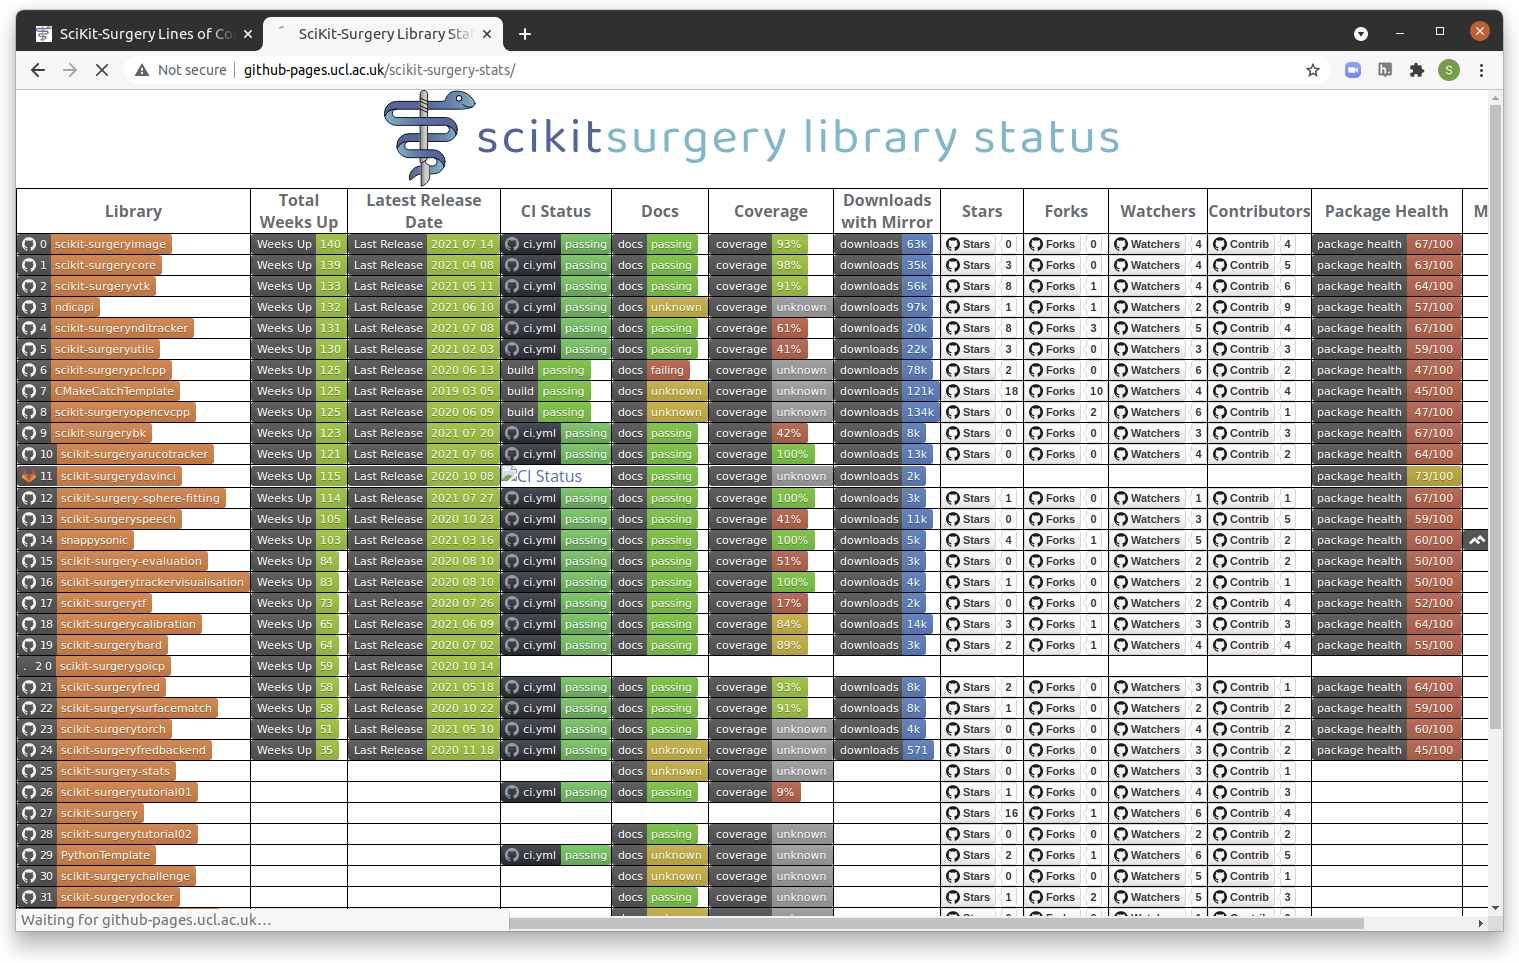 SciKit-Surgery Lines of Co
SciKit-Surgery Library Sta
Not secure github-pages.ucl.ac.uk/scikit-surgery-stats/
S
scikitsurgery library status
Library Total Weeks Up Latest Release Date CI Status Docs Coverage Downloads with Mirror Stars Forks Watchers Contributors Package Health M
0 scikit-surgeryimage Weeks Up 140 Last Release 2021 07 14 ci.yml passing docs passing coverage 93% downloads 63k Stars 0 Forks 0 Watchers 4 Contrib 4 package health 67/100
1 scikit-surgerycore Weeks Up 139 Last Release 2021 04 08 ci.yml passing docs passing coverage 98% downloads 35k Stars 3 Forks 0 Watchers 4 Contrib 5 package health 63/100
2 scikit-surgeryvtk Weeks Up 133 Last Release 2021 05 11 ci.yml passing docs passing coverage 91% downloads 56k Stars 8 Forks 1 Watchers 4 Contrib 6 package health 64/100
3 ndicapi Weeks Up 132 Last Release 2021 06 10 ci.yml passing docs unknown coverage unknown downloads 97k Stars 1 Forks 1 Watchers 2 Contrib 9 package health 57/100
4 scikit-surgerynditracker Weeks Up 131 Last Release 2021 07 08 ci.yml passing docs passing coverage 61% downloads 20k Stars 8 Forks 3 Watchers 5 Contrib 4 package health 67/100
5 scikit-surgeryutils Weeks Up 130 Last Release 2021 02 03 ci.yml passing docs passing coverage 41% downloads 22k Stars 3 Forks 3 Watchers 3 Contrib 3 package health 59/100
6 scikit-surgerypclcpp Weeks Up 125 Last Release 2020 06 13 build passing docs failing coverage unknown downloads 78k Stars 2 Forks 0 Watchers 6 Contrib 2 package health 47/100
7 CMakeCatchTemplate Weeks Up 125 Last Release 2019 03 05 build passing docs unknown coverage unknown downloads 121k Stars 18 Forks 10 Watchers 4 Contrib 4 package health 45/100
8 scikit-surgeryopencvcpp Weeks Up 125 Last Release 2020 06 09 build passing docs unknown coverage unknown downloads 134k Stars 0 Forks 2 Watchers 6 Contrib 1 package health 47/100
9 scikit-surgerybk Weeks Up 123 Last Release 2021 07 20 ci.yml passing docs passing coverage 42% downloads 8k Stars 0 Forks 0 Watchers 3 Contrib 3 package health 67/100
10 scikit-surgeryarucotracker Weeks Up 121 Last Release 2021 07 06 ci.yml passing docs passing coverage 100% downloads 13k Stars 0 Forks 0 Watchers 4 Contrib 2 package health 64/100
11 scikit-surgerydavinci Weeks Up 115 Last Release 2020 10 08 CI Status docs passing coverage unknown downloads 2k package health 73/100
12 scikit-surgery-sphere-fitting Weeks Up 114 Last Release 2021 07 27 ci.yml passing docs passing coverage 100% downloads 3k Stars 1 Forks 0 Watchers 1 Contrib 1 package health 67/100
13 scikit-surgeryspeech Weeks Up 105 Last Release 2020 10 23 ci.yml passing docs passing coverage 41% downloads 11k Stars 0 Forks 0 Watchers 3 Contrib 5 package health 59/100
14 snappysonic Weeks Up 103 Last Release 2021 03 16 ci.yml passing docs passing coverage 100% downloads 5k Stars 4 Forks 1 Watchers 5 Contrib 2 package health 60/100
15 scikit-surgery-evaluation Weeks Up 84 Last Release 2020 08 10 ci.yml passing docs passing coverage 51% downloads 3k Stars 0 Forks 0 Watchers 2 Contrib 2 package health 50/100
16 scikit-surgerytrackervisualisation Weeks Up 83 Last Release 2020 08 10 ci.yml passing docs passing coverage 100% downloads 4k Stars 1 Forks 0 Watchers 2 Contrib 1 package health 50/100
17 scikit-surgerytf Weeks Up 73 Last Release 2020 07 26 ci.yml passing docs passing coverage 17% downloads 2k Stars 0 Forks 0 Watchers 2 Contrib 4 package health 52/100
18 scikit-surgerycalibration Weeks Up 65 Last Release 2021 06 09 ci.yml passing docs passing coverage 84% downloads 14k Stars 3 Forks 1 Watchers 3 Contrib 3 package health 64/100
19 scikit-surgerybard Weeks Up 64 Last Release 2020 07 02 ci.yml passing docs passing coverage 89% downloads 3k Stars 2 Forks 1 Watchers 4 Contrib 4 package health 55/100
. 2 0 scikit-surgerygoicp Weeks Up 59 Last Release 2020 10 14
21 scikit-surgeryfred Weeks Up 58 Last Release 2021 05 18 ci.yml passing docs passing coverage 93% downloads 8k Stars 2 Forks 0 Watchers 3 Contrib 1 package health 64/100
22 scikit-surgerysurfacematch Weeks Up 58 Last Release 2020 10 22 ci.yml passing docs passing coverage 91% downloads 8k Stars 1 Forks 0 Watchers 2 Contrib 2 package health 59/100
23 scikit-surgerytorch Weeks Up 51 Last Release 2021 05 10 ci.yml passing docs passing coverage unknown downloads 4k Stars 0 Forks 0 Watchers 4 Contrib 2 package health 60/100
24 scikit-surgeryfredbackend Weeks Up 35 Last Release 2020 11 18 ci.yml passing docs unknown coverage unknown downloads 571 Stars 0 Forks 0 Watchers 3 Contrib 2 package health 45/100
25 scikit-surgery-stats docs unknown coverage unknown Stars 0 Forks 0 Watchers 3 Contrib 1
26 scikit-surgerytutorial01 ci.yml passing docs passing coverage 9% Stars 1 Forks 0 Watchers 4 Contrib 3
27 scikit-surgery Stars 16 Forks 1 Watchers 6 Contrib 4
28 scikit-surgerytutorial02 docs passing coverage unknown Stars 0 Forks 0 Watchers 2 Contrib 2
29 PythonTemplate ci.yml passing docs unknown coverage unknown Stars 2 Forks 1 Watchers 6 Contrib 5
30 scikit-surgerychallenge docs unknown coverage unknown Stars 0 Forks 0 Watchers 5 Contrib 1
31 scikit-surgerydocker docs passing coverage unknown Stars 1 Forks 2 Watchers 5 Contrib 3
Waiting for github-pages.ucl.ac.uk...